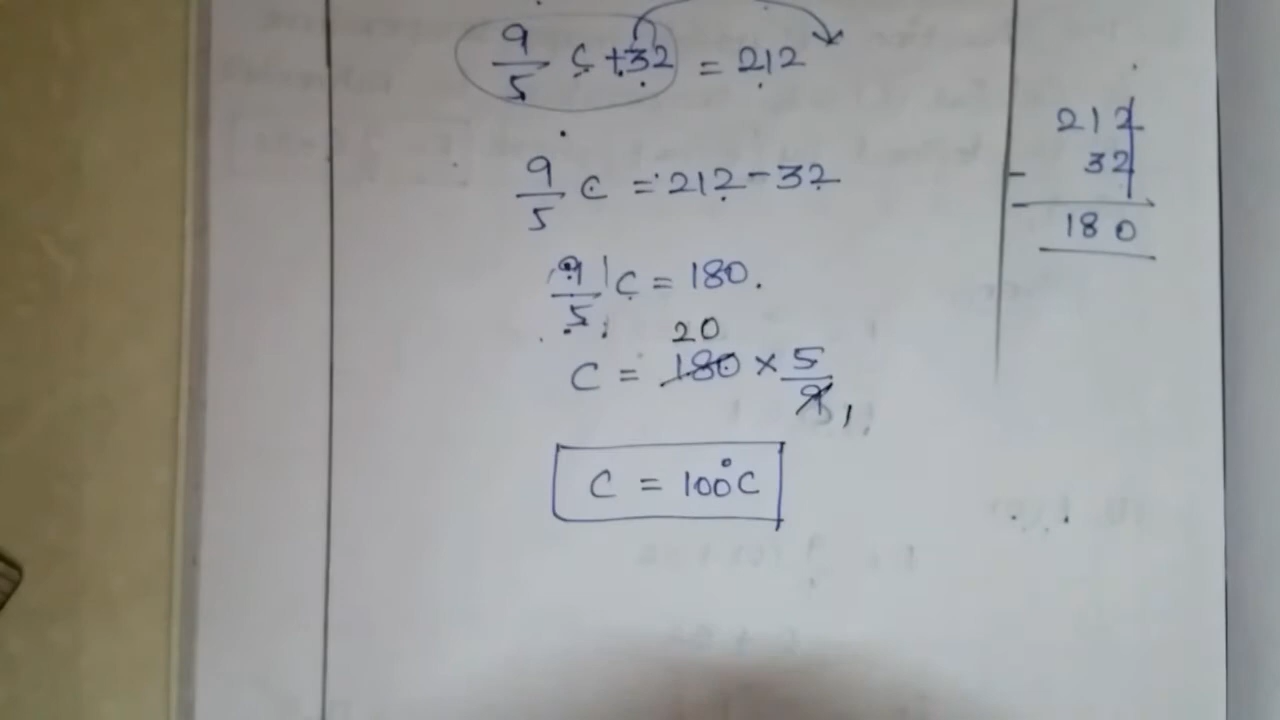 9/5 C + 32 = 212
9/5 C = 212 - 32
9/5 C = 180.
20
C = 180 × 5/9 1
C = 100°C
212
- 32
180